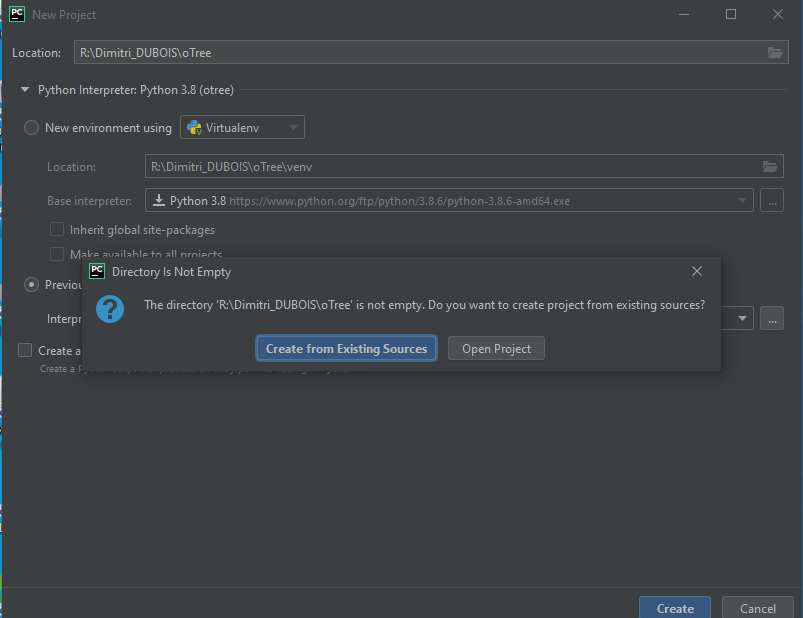 PC New Project
Location: R:\Dimitri_DUBOIS\oTree
Python Interpreter: Python 3.8 (otree)
New environment using Virtualenv
Location: R:\Dimitri_DUBOIS\oTree\venv
Base interpreter: Python 3.8 https://www.python.org/ftp/python/3.8.6/python-3.8.6-amd64.exe ...
Inherit global site-packages
Make available to all projects
PC Directory Is Not Empty
The directory 'R:\Dimitri_DUBOIS\oTree' is not empty. Do you want to create project from existing sources?
Create from Existing Sources Open Project
Previou
Interpr ...
Create a
Create a
Create Cancel